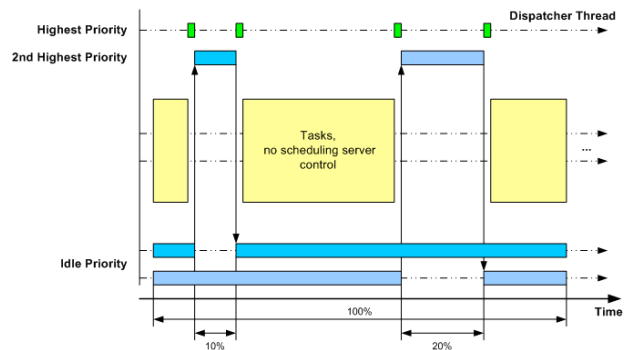 Dispatcher Thread
Highest Priority
2nd Highest Priority
Tasks,
no scheduling server
control
...
Idle Priority
Time
100%
10%
20%